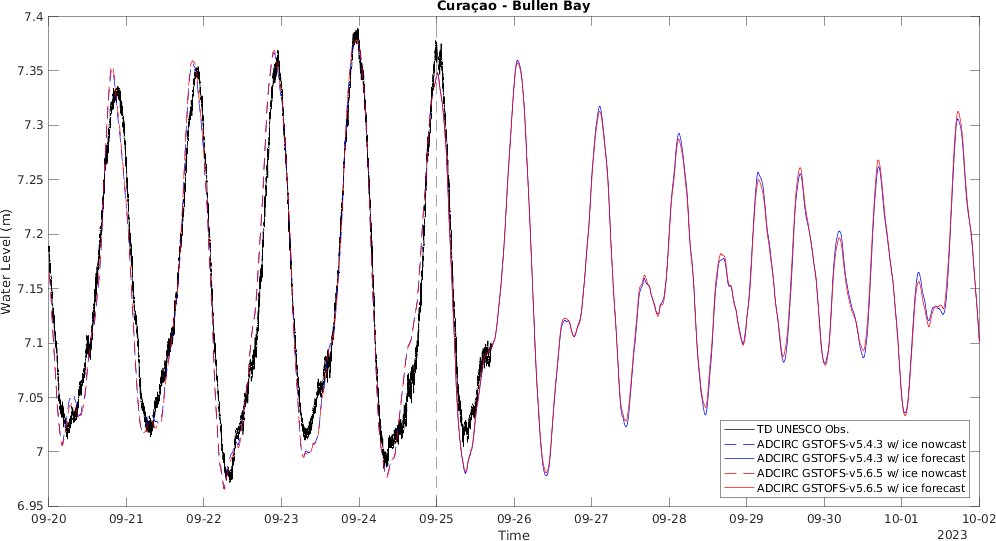 Curaçao - Bullen Bay
7.4
7.35
7.3
7.25
7.2
7.15
7.1
7.05
7
6.95
Water Level (m)
TD UNESCO Obs.
ADCIRC GSTOFS-v5.4.3 w/ ice nowcast
ADCIRC GSTOFS-v5.4.3 w/ ice forecast
ADCIRC GSTOFS-v5.6.5 w/ ice nowcast
ADCIRC GSTOFS-v5.6.5 w/ ice forecast
09-20 09-21 09-22 09-23 09-24 09-25 09-26 09-27 09-28 09-29 09-30 10-01 10-02
Time
2023